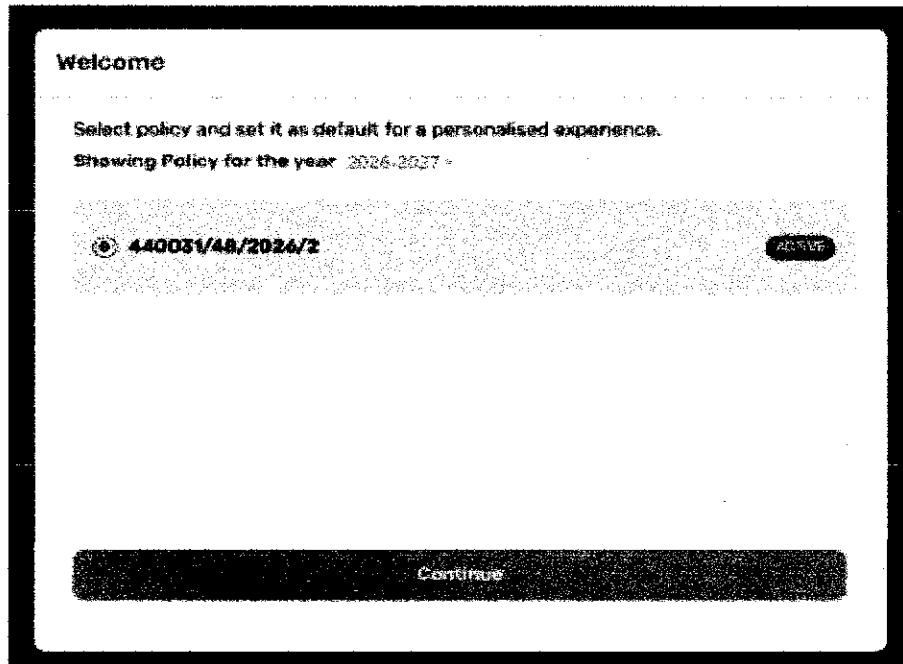 Welcome
Select policy and set it as default for a personalised experience.
Showing Policy for the year 2026-2027
440031/48/2026/2
Continue